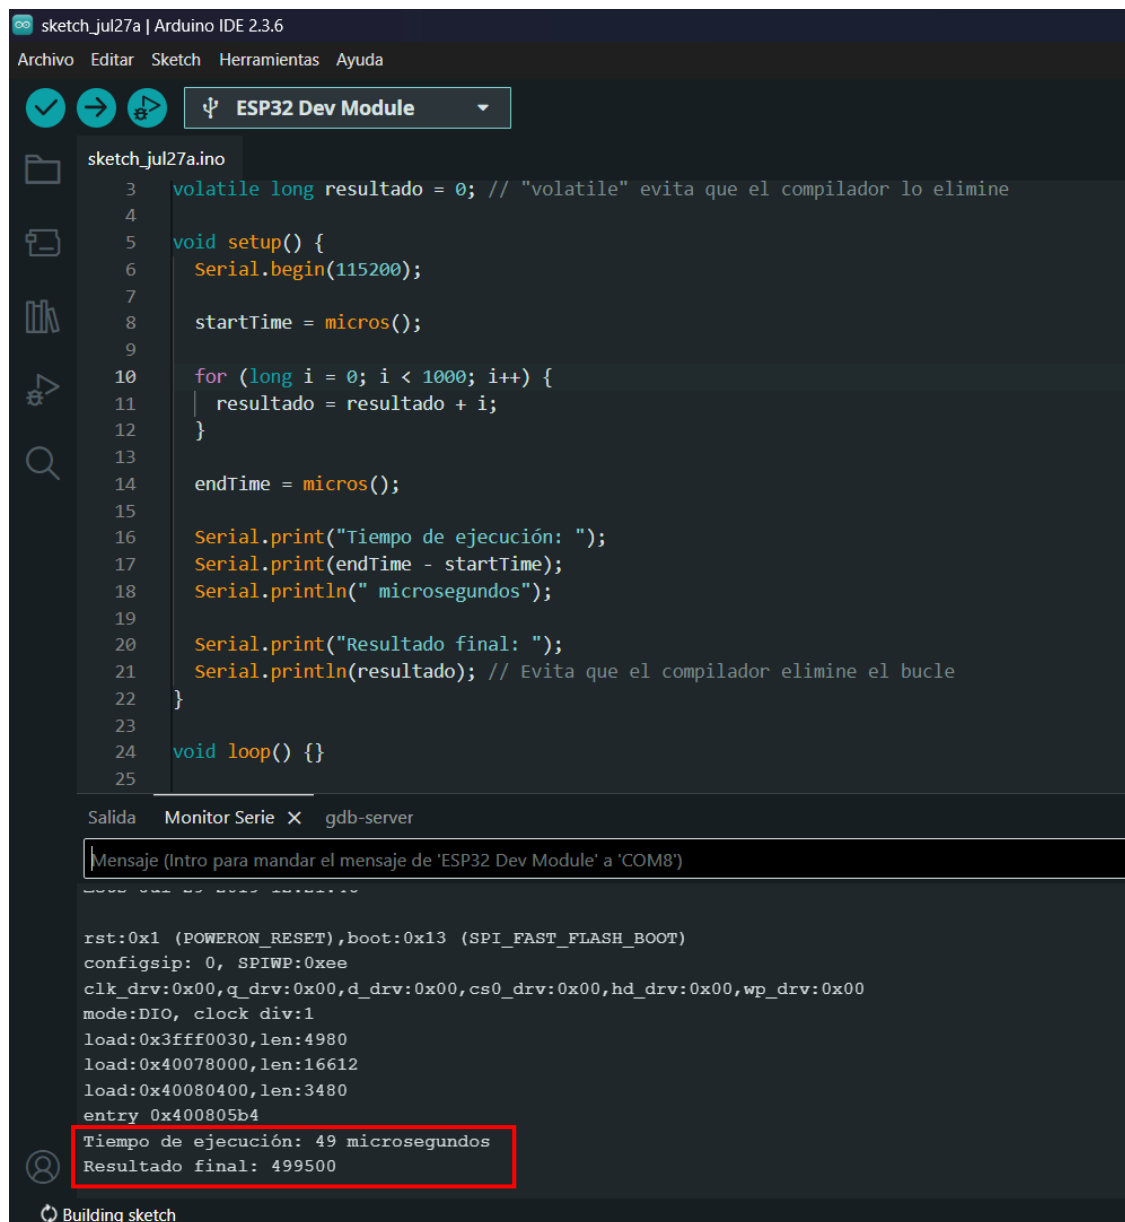 sketch_jul27a | Arduino IDE 2.3.6
Archivo Editar Sketch Herramientas Ayuda
ESP32 Dev Module
sketch_jul27a.ino
3 volatile long resultado = 0; // "volatile" evita que el compilador lo elimine
4
5 void setup() {
6 Serial.begin(115200);
7
8 startTime = micros();
9
10 for (long i = 0; i < 1000; i++) {
11 resultado = resultado + i;
12 }
13
14 endTime = micros();
15
16 Serial.print("Tiempo de ejecución: ");
17 Serial.print(endTime - startTime);
18 Serial.println(" microsegundos");
19
20 Serial.print("Resultado final: ");
21 Serial.println(resultado); // Evita que el compilador elimine el bucle
22 }
23
24 void loop() {}
25
Salida Monitor Serie X gdb-server
Mensaje (Intro para mandar el mensaje de 'ESP32 Dev Module' a 'COM8')
rst:0x1 (POWERON_RESET),boot:0x13 (SPI_FAST_FLASH_BOOT)
configsip: 0, SPIWP:0xee
clk_drv:0x00,q_drv:0x00,d_drv:0x00,cs0_drv:0x00,hd_drv:0x00,wp_drv:0x00
mode:DIO, clock div:1
load:0x3fff0030,len:4980
load:0x40078000,len:16612
load:0x40080400,len:3480
entry 0x400805b4
Tiempo de ejecución: 49 microsegundos
Resultado final: 499500
Building sketch